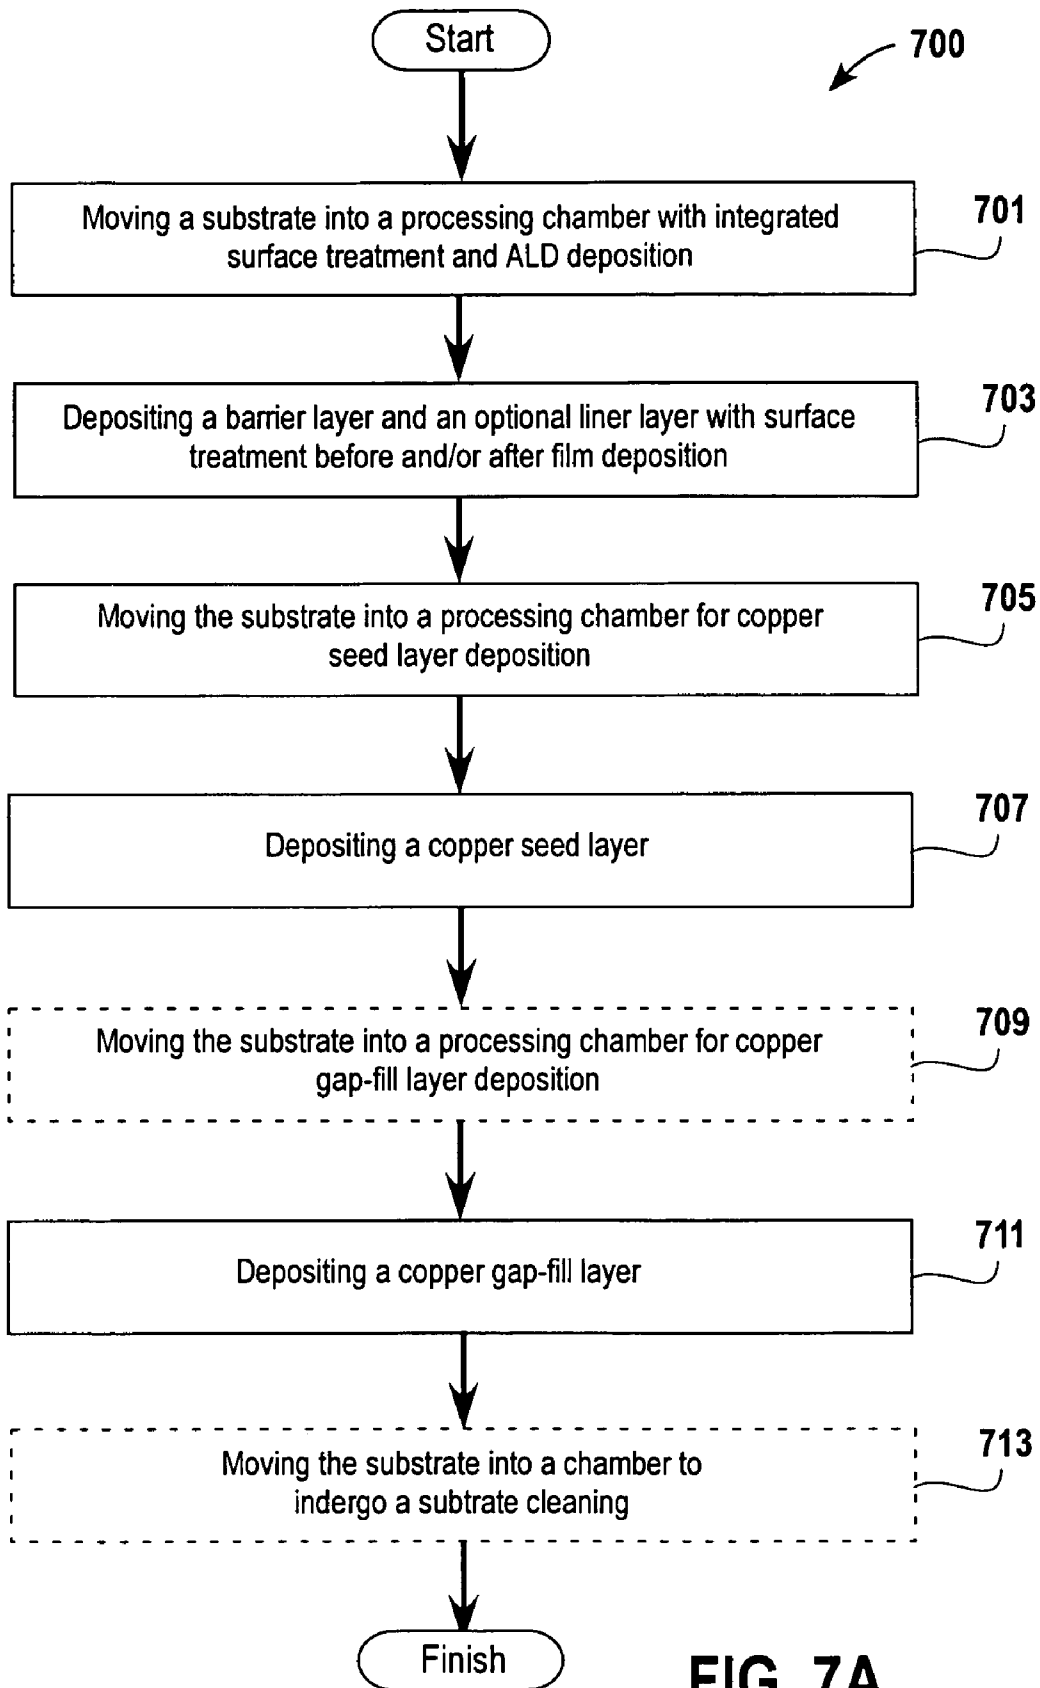 Start
700
Moving a substrate into a processing chamber with integrated
surface treatment and ALD deposition
701
Depositing a barrier layer and an optional liner layer with surface
treatment before and/or after film deposition
703
Moving the substrate into a processing chamber for copper
seed layer deposition
705
Depositing a copper seed layer
707
Moving the substrate into a processing chamber for copper
gap-fill layer deposition
709
Depositing a copper gap-fill layer
711
Moving the substrate into a chamber to
indergo a subtrate cleaning
713
Finish
FIG. 7A